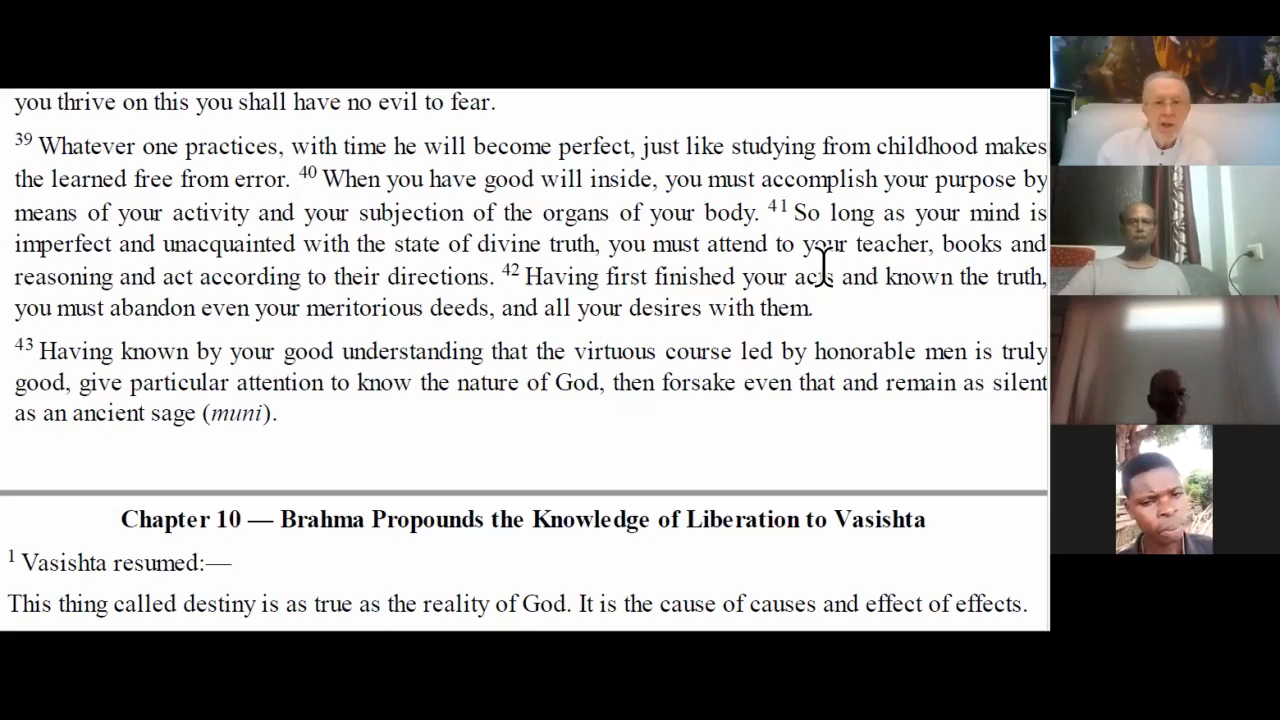 you thrive on this you shall have no evil to fear.
39 Whatever one practices, with time he will become perfect, just like studying from childhood makes
the learned free from error. 40 When you have good will inside, you must accomplish your purpose by
means of your activity and your subjection of the organs of your body. 41 So long as your mind is
imperfect and unacquainted with the state of divine truth, you must attend to your teacher, books and
reasoning and act according to their directions. 42 Having first finished your acts and known the truth,
you must abandon even your meritorious deeds, and all your desires with them.
43 Having known by your good understanding that the virtuous course led by honorable men is truly
good, give particular attention to know the nature of God, then forsake even that and remain as silent
as an ancient sage (muni).
Chapter 10 — Brahma Propounds the Knowledge of Liberation to Vasishta
1 Vasishta resumed:—
This thing called destiny is as true as the reality of God. It is the cause of causes and effect of effects.